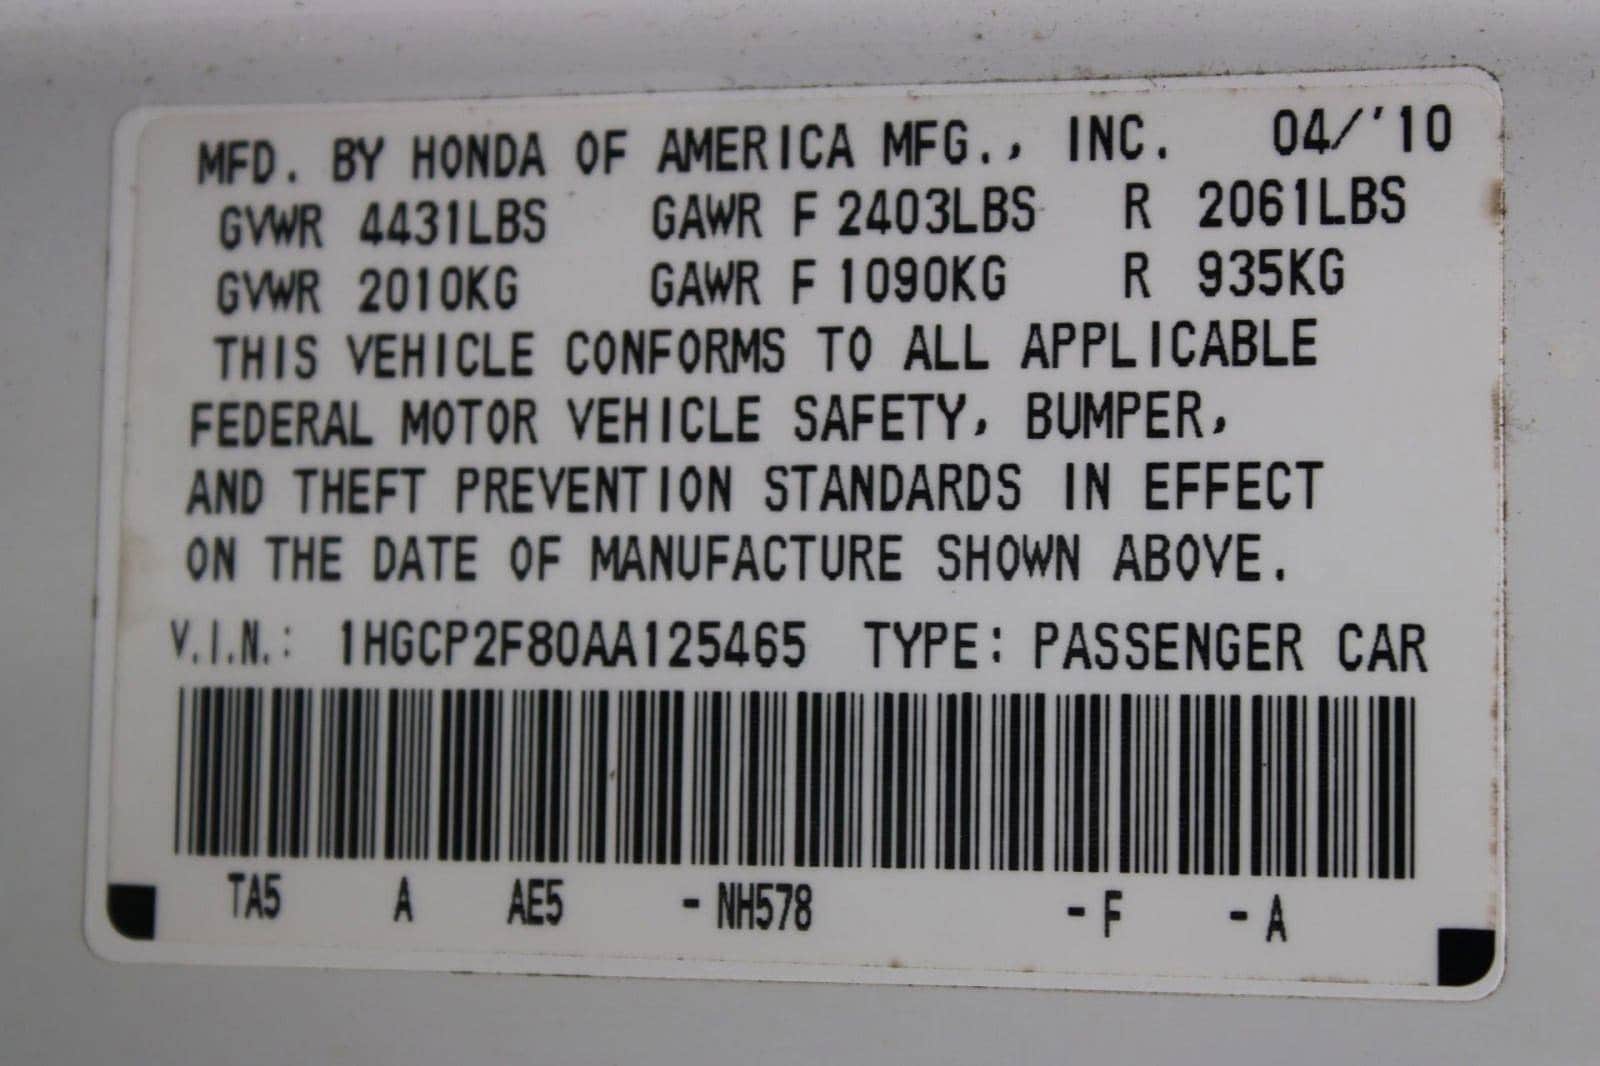 MFD. BY HONDA OF AMERICA MFG., INC. 04/'10
GVWR 4431LBS GAWR F 2403LBS R 2061LBS
GVWR 2010KG GAWR F 1090KG R 935KG
THIS VEHICLE CONFORMS TO ALL APPLICABLE
FEDERAL MOTOR VEHICLE SAFETY, BUMPER,
AND THEFT PREVENTION STANDARDS IN EFFECT
ON THE DATE OF MANUFACTURE SHOWN ABOVE.
V.I.N.: 1HGCP2F80AA125465 TYPE: PASSENGER CAR
TA5 A AE5 - NH578 - F - A